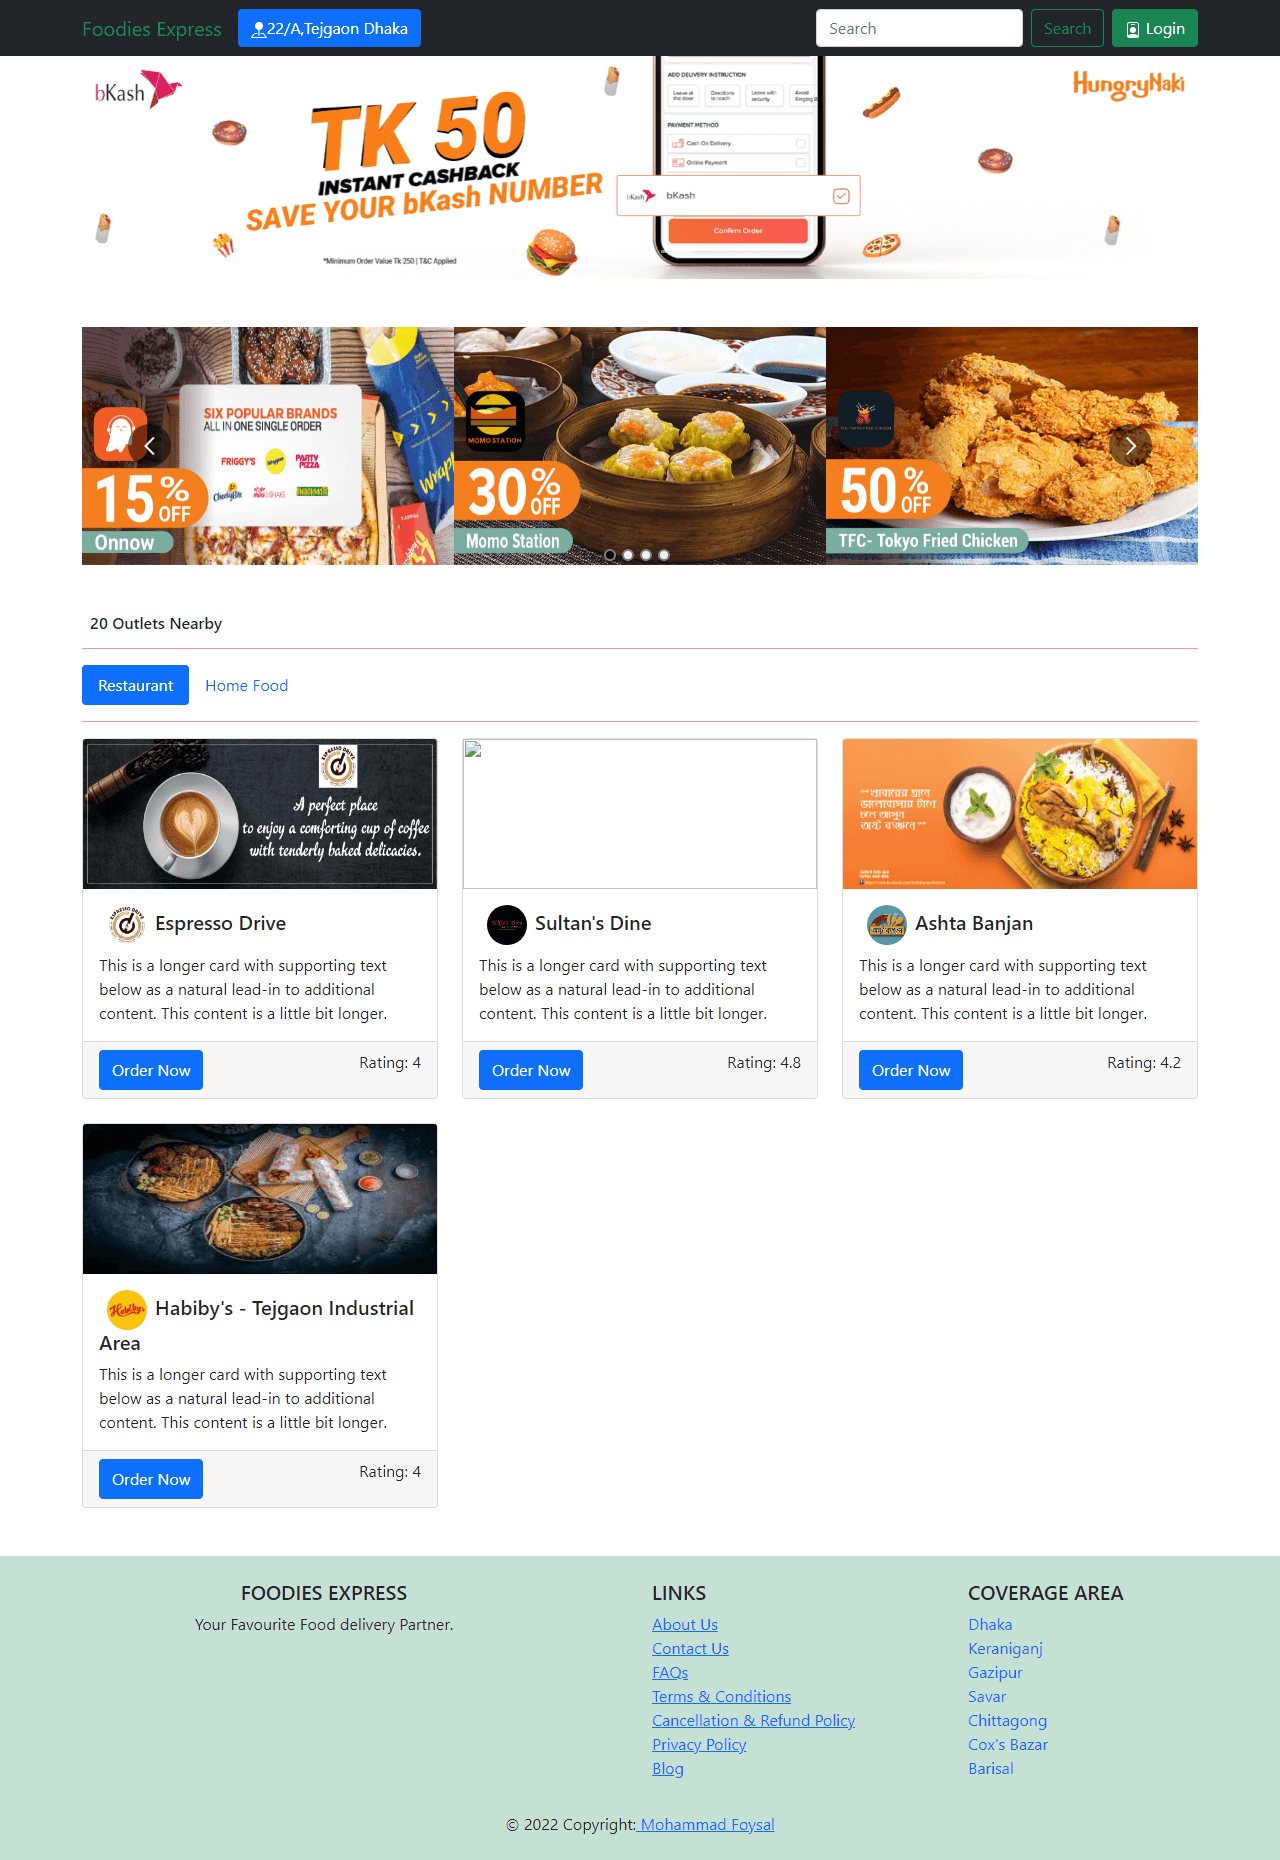 Foodies Express
22/A,Tejgaon Dhaka
Search
Search
Login
bKash
HungryNaki
TK 50
INSTANT CASHBACK
SAVE YOUR bKash NUMBER
*Minimum Order Value Tk 250 | T&C Applied
ADD DELIVERY INSTRUCTION
Leave at the door
Directions to reach
Leave with security
Avoid Ringing B
PAYMENT METHOD
Cash On Delivery
Online Payment
bKash bKash
Confirm Order
SIX POPULAR BRANDS
ALL IN ONE SINGLE ORDER
FRIGGY'S
PARTY PIZZA
CheekyBite
15% OFF
Onnow
MOMO STATION
30% OFF
Momo Station
50% OFF
TFC- Tokyo Fried Chicken
20 Outlets Nearby
Restaurant
Home Food
ESPRESSO DRIVE
A perfect place
to enjoy a comforting cup of coffee
with tenderly baked delicacies.
ESPRESSO DRIVE
Espresso Drive
This is a longer card with supporting text
below as a natural lead-in to additional
content. This content is a little bit longer.
Order Now
Rating: 4
Sultan's Dine
This is a longer card with supporting text
below as a natural lead-in to additional
content. This content is a little bit longer.
Order Now
Rating: 4.8
Ashta Banjan
This is a longer card with supporting text
below as a natural lead-in to additional
content. This content is a little bit longer.
Order Now
Rating: 4.2
Habiby's
Habiby's - Tejgaon Industrial
Area
This is a longer card with supporting text
below as a natural lead-in to additional
content. This content is a little bit longer.
Order Now
Rating: 4
FOODIES EXPRESS
Your Favourite Food delivery Partner.
LINKS
About Us
Contact Us
FAQs
Terms & Conditions
Cancellation & Refund Policy
Privacy Policy
Blog
COVERAGE AREA
Dhaka
Keraniganj
Gazipur
Savar
Chittagong
Cox's Bazar
Barisal
© 2022 Copyright: Mohammad Foysal